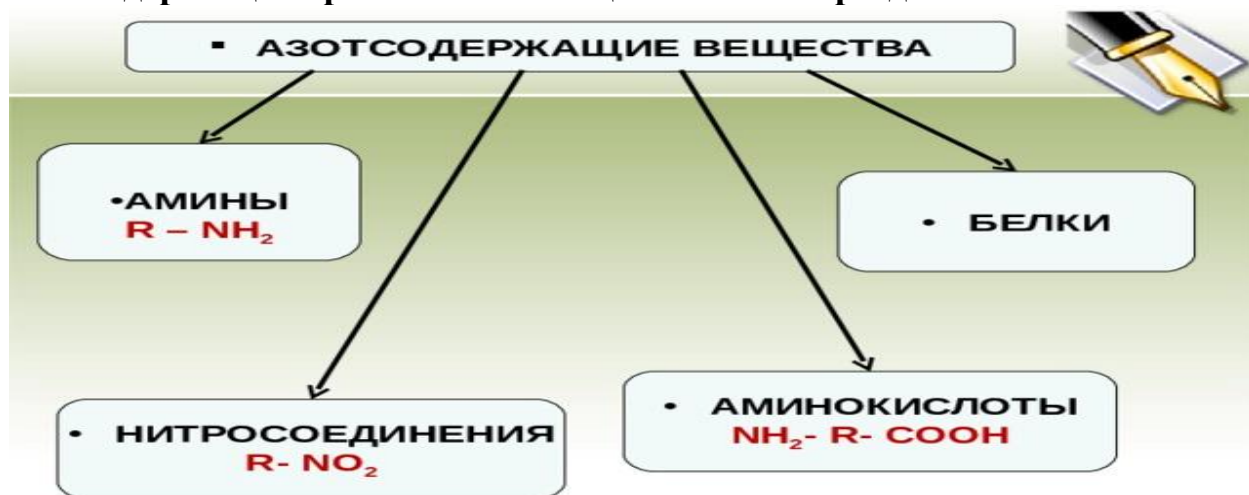 ▪ АЗОТСОДЕРЖАЩИЕ ВЕЩЕСТВА
•АМИНЫ
R – NH₂
• БЕЛКИ
• НИТРОСОЕДИНЕНИЯ
R- NO₂
• АМИНОКИСЛОТЫ
NH₂- R- COOH